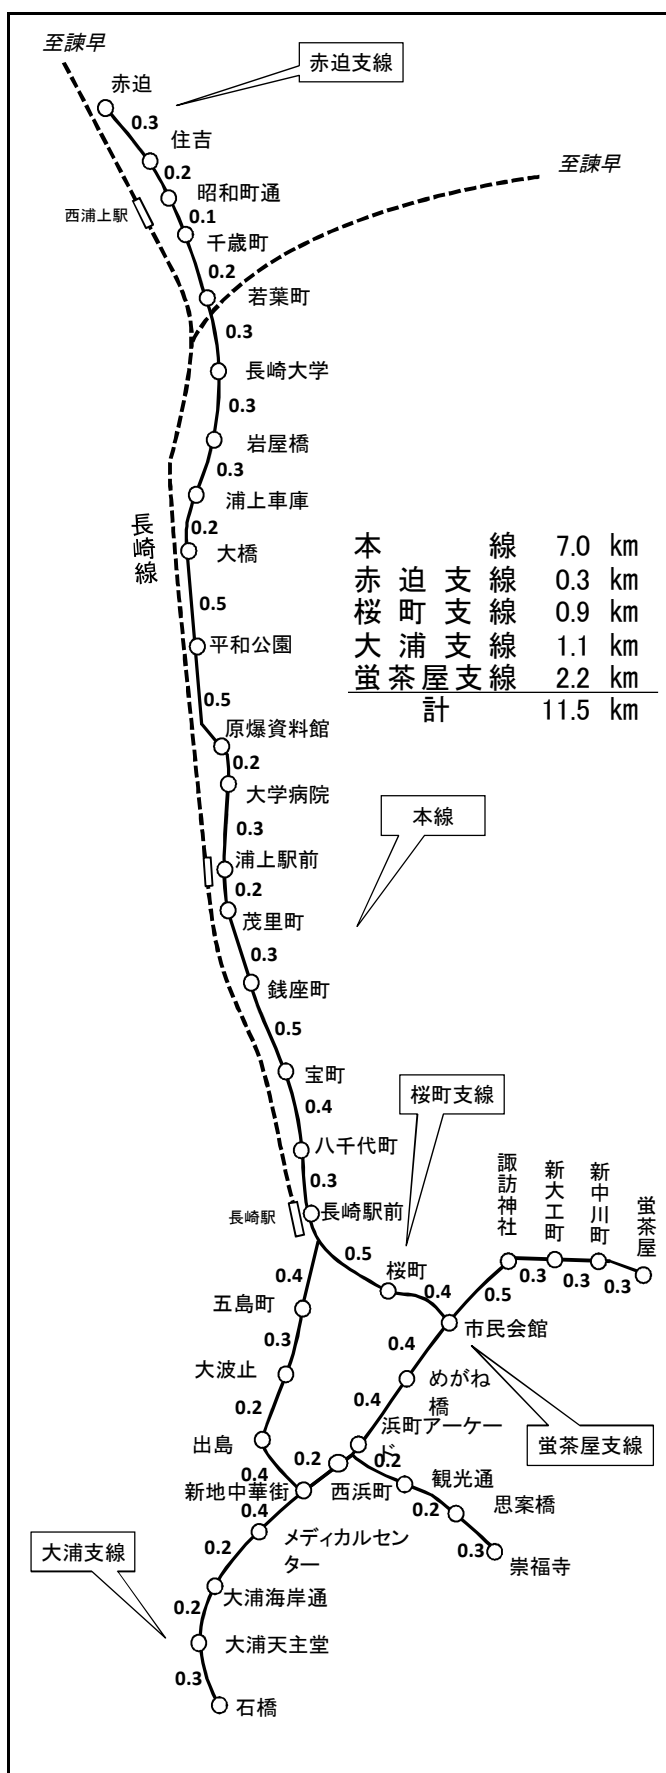 至諫早
赤迫支線
赤迫
0.3
住吉
0.2
昭和町通
至諫早
西浦上駅
0.1
千歳町
0.2
若葉町
0.3
長崎大学
0.3
岩屋橋
0.3
浦上車庫
長崎線
0.2
大橋
本線 7.0 km
赤迫支線 0.3 km
桜町支線 0.9 km
大浦支線 1.1 km
蛍茶屋支線 2.2 km
計 11.5 km
0.5
平和公園
0.5
原爆資料館
0.2
大学病院
本線
0.3
浦上駅前
0.2
茂里町
0.3
銭座町
0.5
宝町
桜町支線
0.4
八千代町
0.3
長崎駅
長崎駅前
諏訪神社
新大工町
新中川町
蛍茶屋
0.5
桜町
0.4
0.5
0.3
0.3
0.3
0.4
五島町
市民会館
0.3
0.4
大波止
めがね
橋
0.2
0.4
浜町アーケー
ド
蛍茶屋支線
出島
0.4
0.2
西浜町
0.2
観光通
新地中華街
0.2
思案橋
0.4
メディカルセン
ター
0.3
崇福寺
大浦支線
0.2
大浦海岸通
0.2
大浦天主堂
0.3
石橋